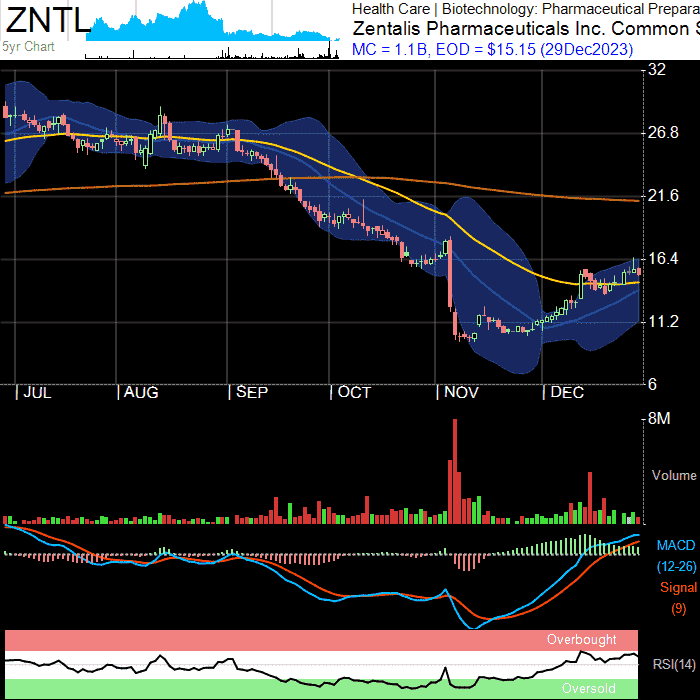 ZNTL
5yr Chart
Health Care | Biotechnology: Pharmaceutical Prepara
Zentalis Pharmaceuticals Inc. Common S
MC = 1.1B, EOD = $15.15 (29Dec2023)
32
26.8
21.6
16.4
11.2
6
JUL AUG SEP OCT NOV DEC
8M
Volume
MACD
(12-26)
Signal
(9)
Overbought
RSI(14)
Oversold